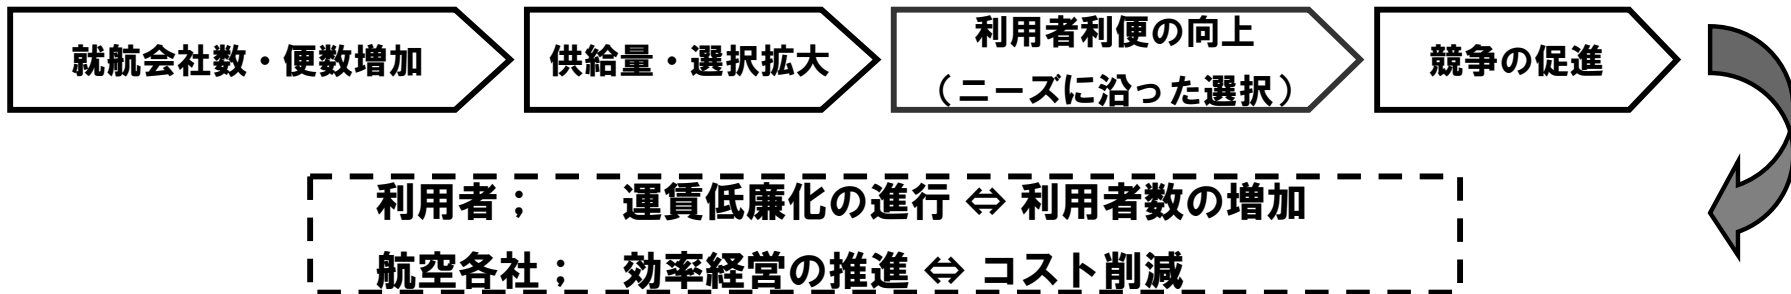 就航会社数・便数増加
供給量・選択拡大
利用者利便の向上
（ニーズに沿った選択）
競争の促進
利用者； 運賃低廉化の進行 ⇔ 利用者数の増加
航空各社； 効率経営の推進 ⇔ コスト削減